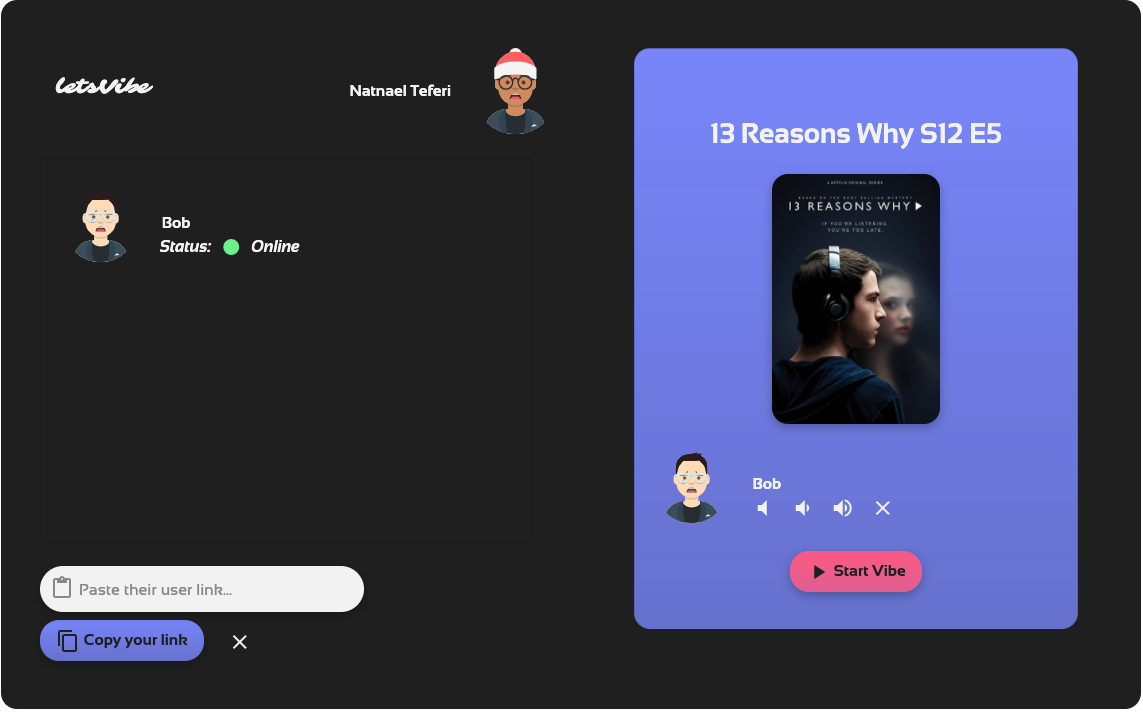 letsVibe
Natnael Teferi
Bob
Status: Online
Paste their user link...
Copy your link
13 Reasons Why S12 E5
A NETFLIX ORIGINAL SERIES
BASED ON THE BEST SELLING MYSTERY
13 REASONS WHY
IF YOU'RE LISTENING,
YOU'RE TOO LATE.
Bob
Start Vibe